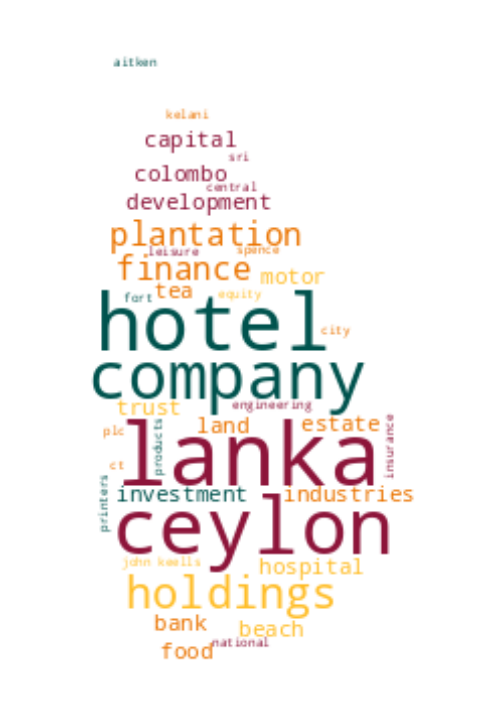 aitken
kelani
capital
sri
colombo
central
development
plantation
leisure spence
finance motor
tea equity
fort
hotel
city
company
trust engineering
land estate
plc
lanka
products
insurance
ct
printers
investment industries
ceylon
john keells hospital
holdings
bank beach
national
food